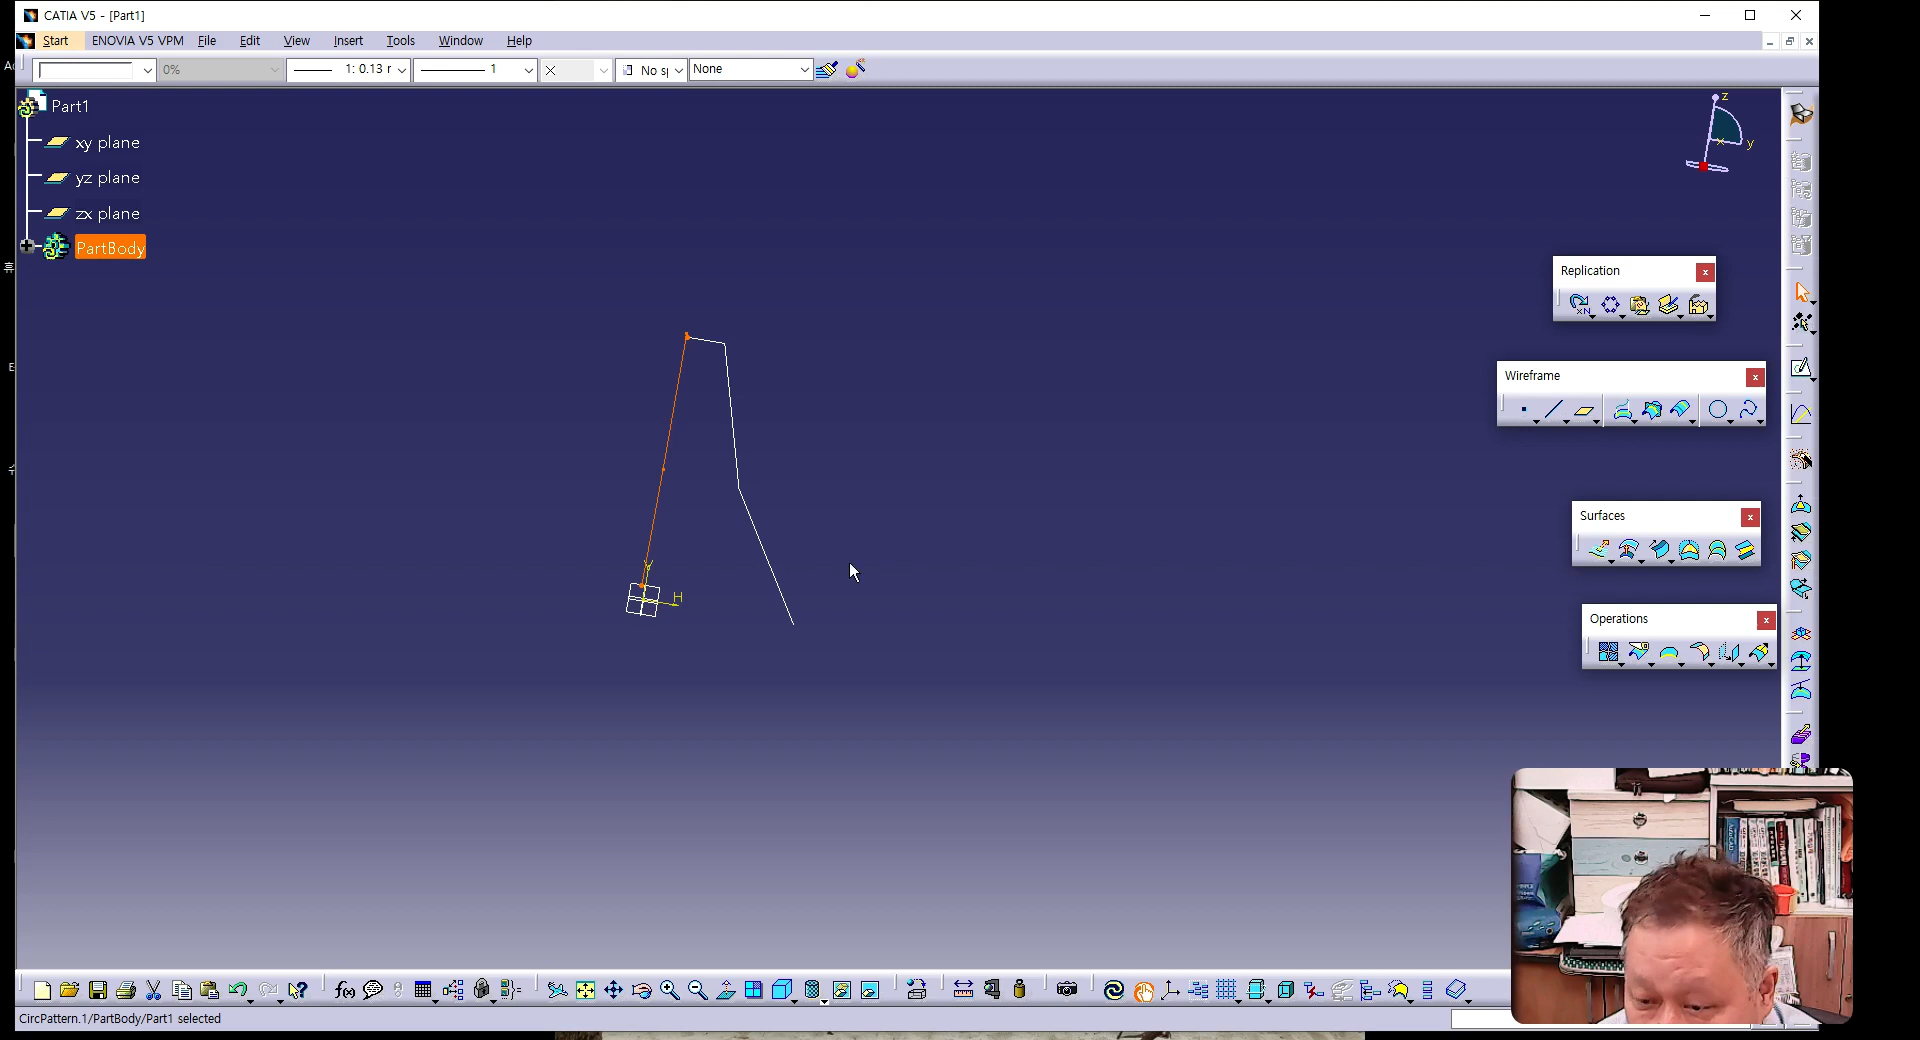 CATIA V5 - [Part1]
Start ENOVIA V5 VPM File Edit View Insert Tools Window Help
0% 1: 0.13 r 1 No s None
Part1
xy plane
yz plane
zx plane
PartBody
z
y
x
Replication
Wireframe
Surfaces
Operations
V
H
f(x)
CircPattern.1/PartBody/Part1 selected